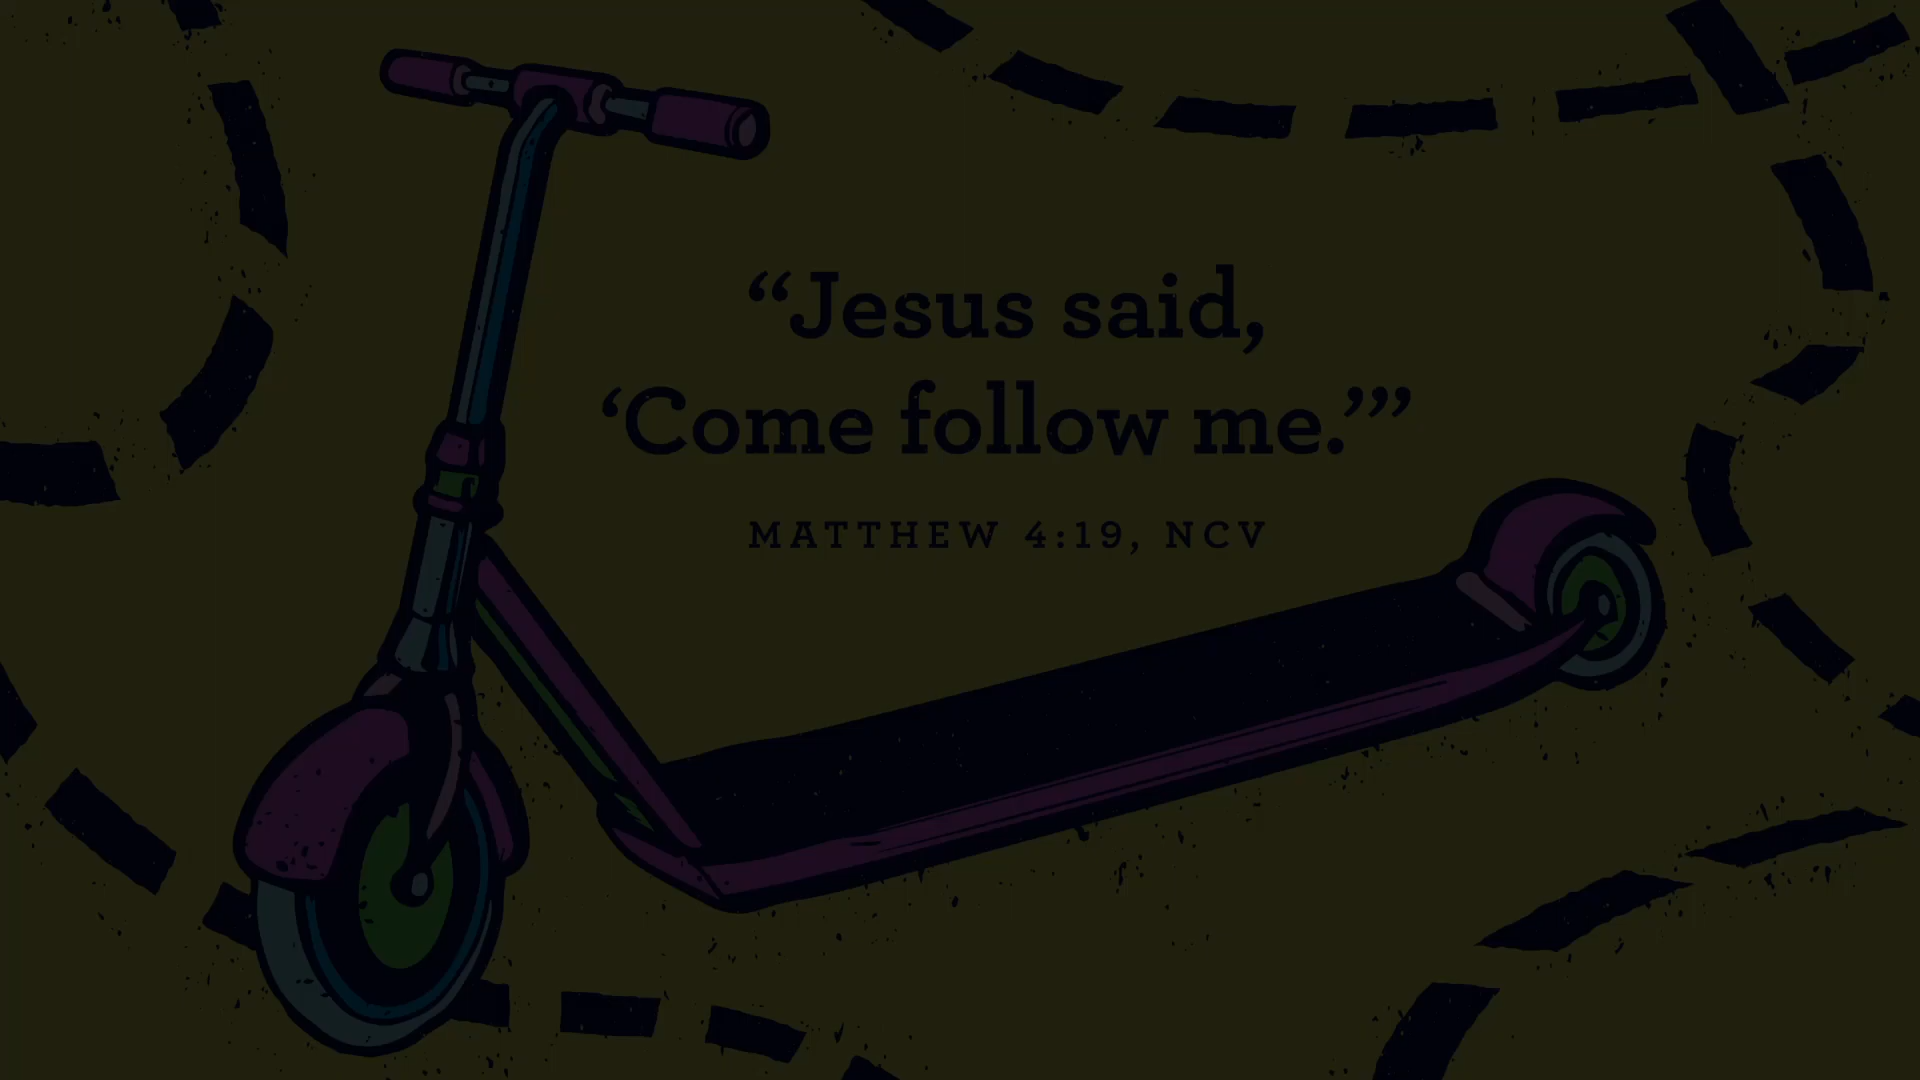 “Jesus said,
‘Come follow me.’”’
MATTHEW 4:19, NCV